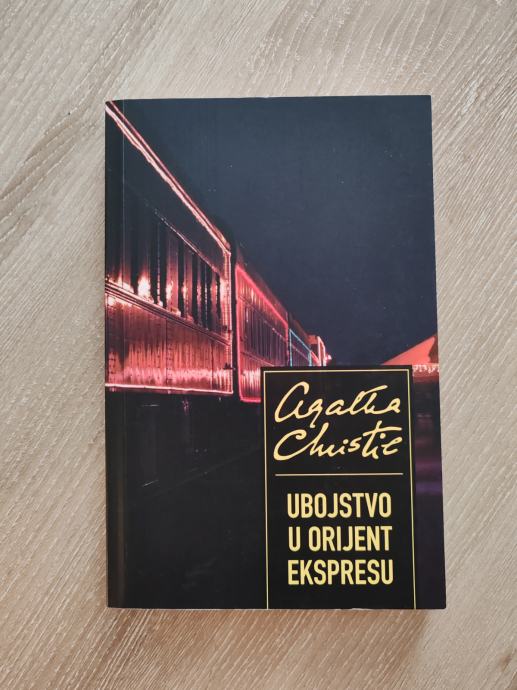 Agatha
Christie
UBOJSTVO
U ORIJENT
EKSPRESU